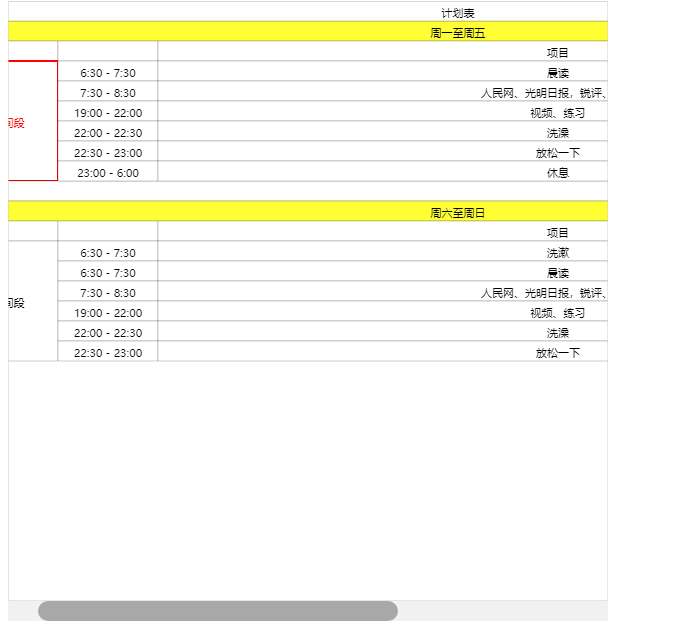 计划表
周一至周五
项目
6:30 - 7:30 晨读
7:30 - 8:30 人民网、光明日报，锐评、
间段 19:00 - 22:00 视频、练习
22:00 - 22:30 洗澡
22:30 - 23:00 放松一下
23:00 - 6:00 休息
周六至周日
项目
6:30 - 7:30 洗漱
6:30 - 7:30 晨读
7:30 - 8:30 人民网、光明日报，锐评、
间段 19:00 - 22:00 视频、练习
22:00 - 22:30 洗澡
22:30 - 23:00 放松一下